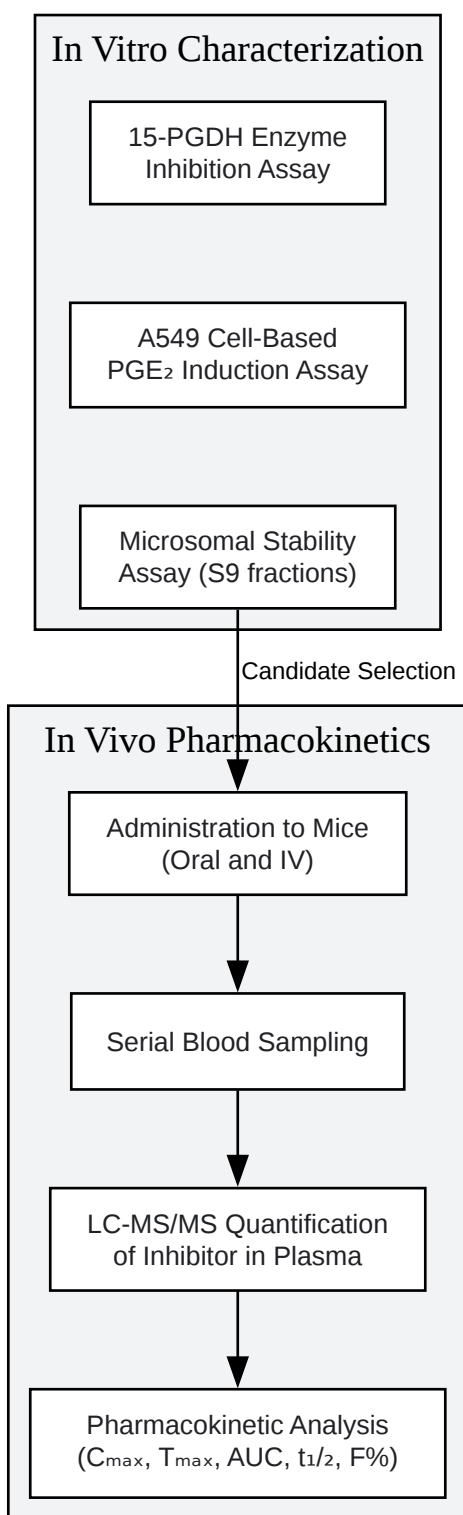 In Vitro Characterization
15-PGDH Enzyme
Inhibition Assay
A549 Cell-Based
PGE₂ Induction Assay
Microsomal Stability
Assay (S9 fractions)
Candidate Selection
In Vivo Pharmacokinetics
Administration to Mice
(Oral and IV)
Serial Blood Sampling
LC-MS/MS Quantification
of Inhibitor in Plasma
Pharmacokinetic Analysis
(Cₘₐₓ, Tₘₐₓ, AUC, t₁/₂, F%)